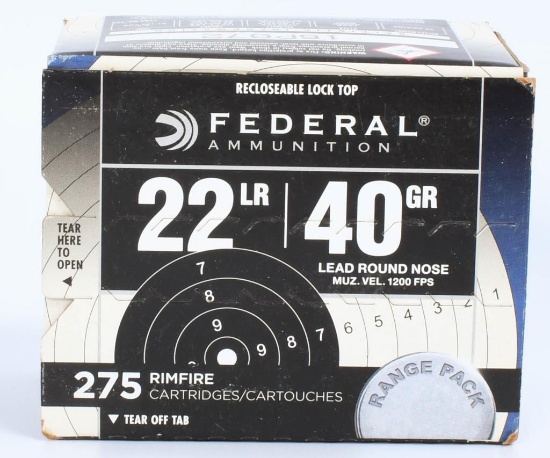 RECLOSEABLE LOCK TOP
FEDERAL®
AMMUNITION
22 LR | 40 GR
LEAD ROUND NOSE
MUZ. VEL. 1200 FPS
TEAR
HERE
TO
OPEN
7
8
9
9 8 7 6 5 4 3 2 1
RANGE PACK
275 RIMFIRE
CARTRIDGES/CARTOUCHES
TEAR OFF TAB